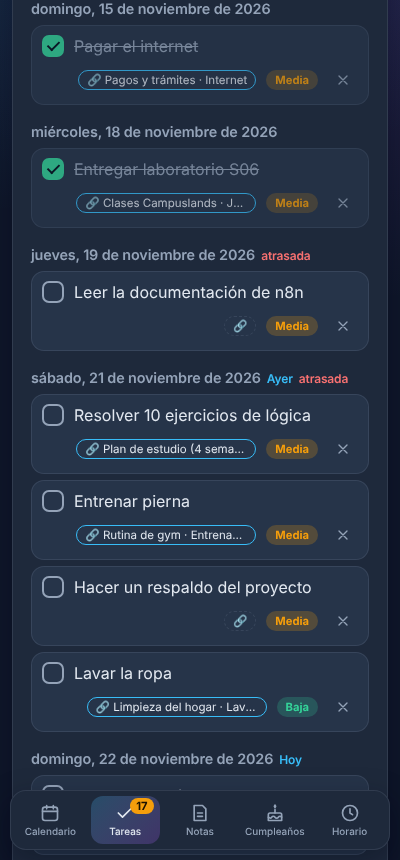 domingo, 15 de noviembre de 2026
Pagar el internet
🔗 Pagos y trámites · Internet Media ×
miércoles, 18 de noviembre de 2026
Entregar laboratorio S06
🔗 Clases Campuslands · J... Media ×
jueves, 19 de noviembre de 2026 atrasada
Leer la documentación de n8n
🔗 Media ×
sábado, 21 de noviembre de 2026 Ayer atrasada
Resolver 10 ejercicios de lógica
🔗 Plan de estudio (4 sema... Media ×
Entrenar pierna
🔗 Rutina de gym · Entrena... Media ×
Hacer un respaldo del proyecto
🔗 Media ×
Lavar la ropa
🔗 Limpieza del hogar · Lav... Baja ×
domingo, 22 de noviembre de 2026 Hoy
17
Calendario Tareas Notas Cumpleaños Horario